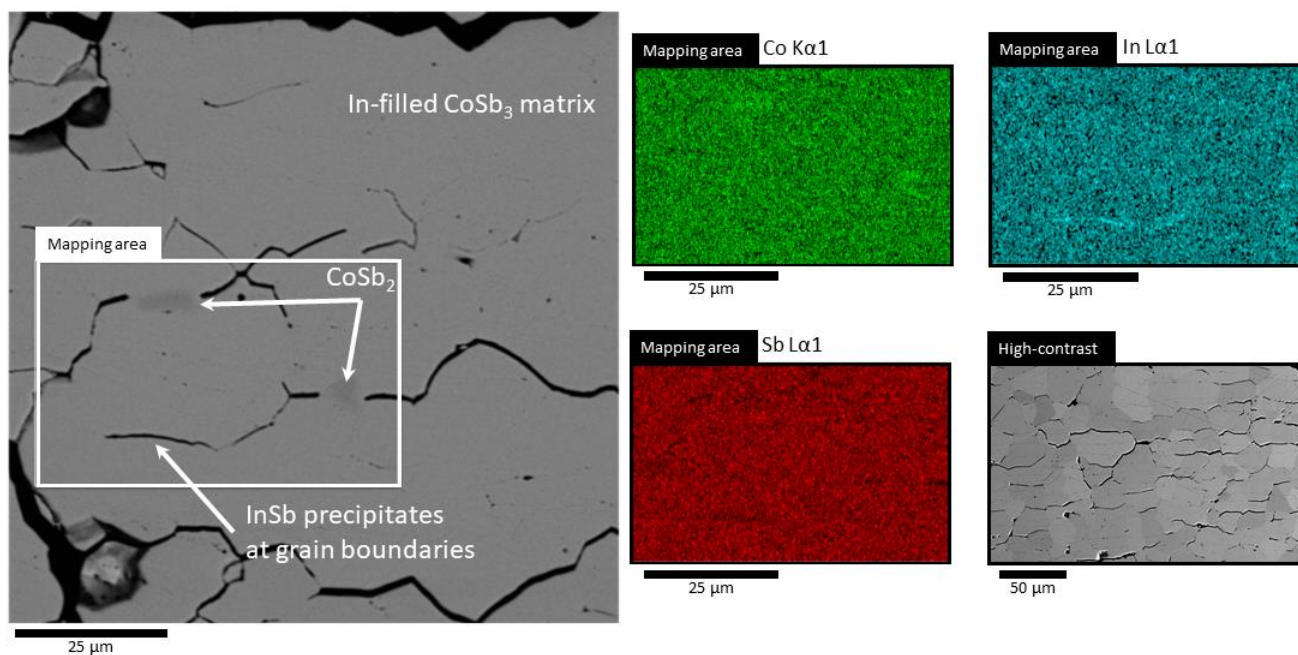 In-filled CoSb₃ matrix
Mapping area
CoSb₂
InSb precipitates
at grain boundaries
25 μm
Mapping area Co Kα1
25 μm
Mapping area In Lα1
25 μm
Mapping area Sb Lα1
25 μm
High-contrast
50 μm